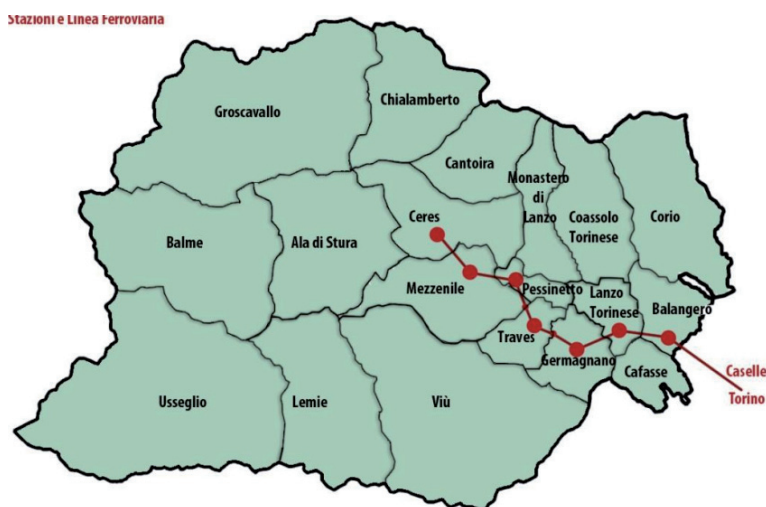 Stazioni e Linea Ferroviaria
Chialamberto
Groscavallo
Cantoira
Monastero
di
Lanzo
Ceres
Coassolo
Torinese
Corio
Balme
Ala di Stura
Mezzenile
Pessinetto
Lanzo
Torinese
Balangero
Traves
Germagnano
Cafasse
Caselle
Torino
Usseglio
Lemie
Viù